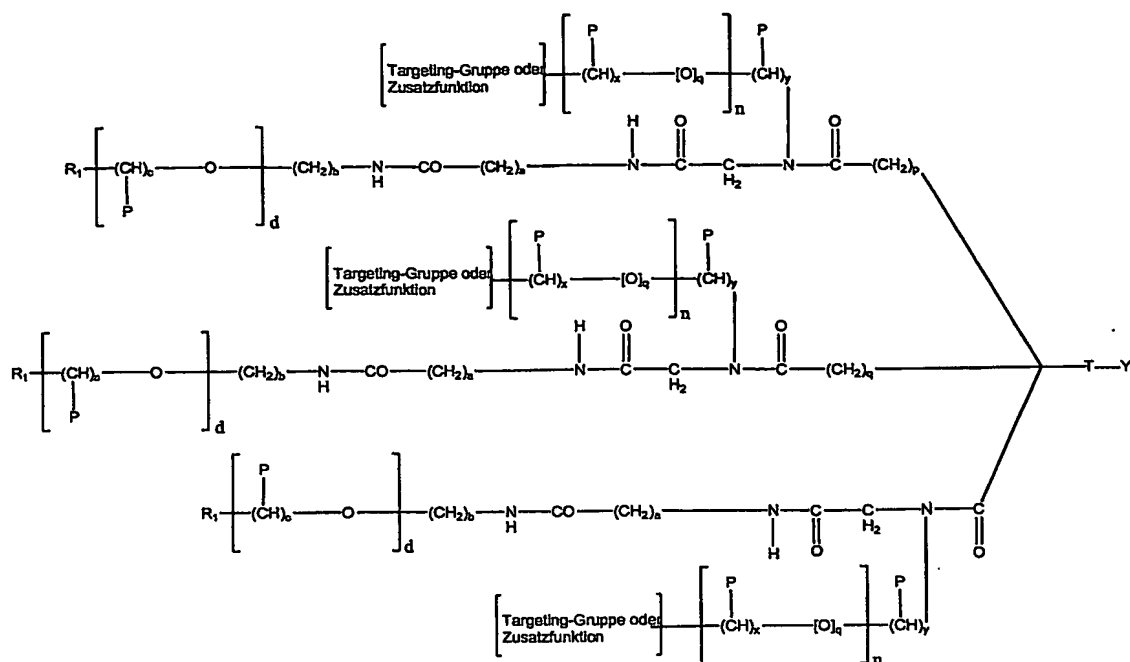 P P
Targeting-Gruppe oder (CH)x [O]q (CH)y
Zusatzfunktion
n
H O O
R1 (CH)c O (CH2)b N CO (CH2)a N C C N C (CH2)p
P H H2
d
P P
Targeting-Gruppe oder (CH)x [O]q (CH)y
Zusatzfunktion
n
H O O
R1 (CH)c O (CH2)b N CO (CH2)a N C C N C (CH2)q T Y
P H H2
d
P
R1 (CH)c O (CH2)b N CO (CH2)a N C C N C
H H O H2 O
d
P P
Targeting-Gruppe oder (CH)x [O]q (CH)y
Zusatzfunktion
n